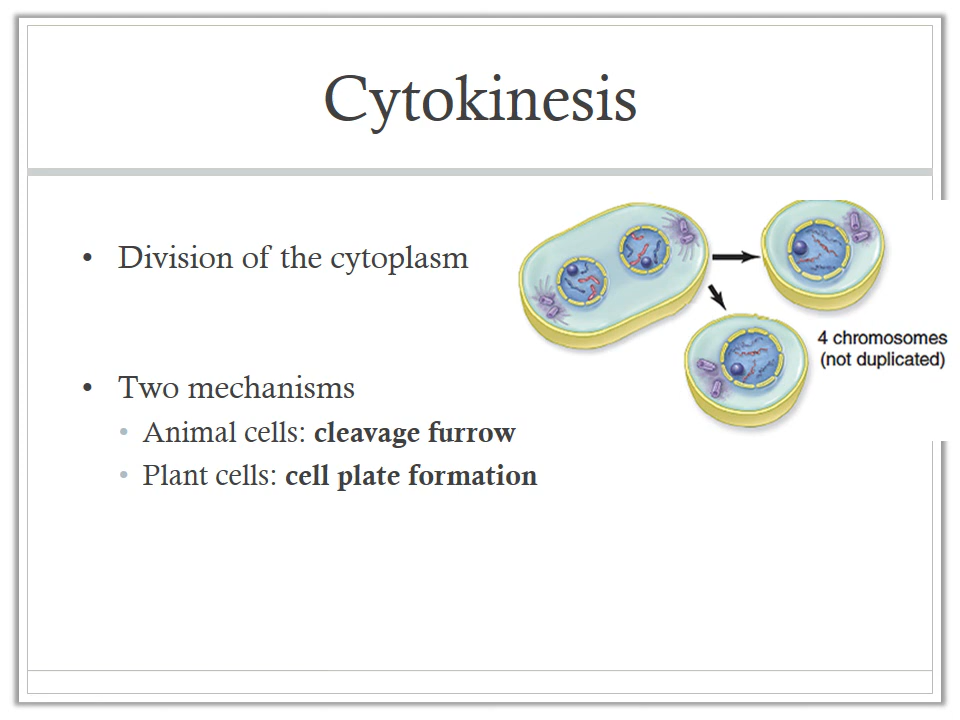 Cytokinesis
• Division of the cytoplasm
• Two mechanisms
• Animal cells: cleavage furrow
• Plant cells: cell plate formation
4 chromosomes
(not duplicated)